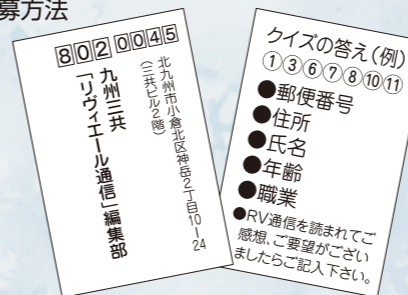 募方法
8020045
北九州市小倉北区神岳2丁目10-24
(三共ビル2階)
九州三共
「リヴィエール通信」編集部
クイズの答え(例)
①③⑥⑦⑧⑩⑪
●郵便番号
●住所
●氏名
●年齢
●職業
●RV通信を読まれてご
感想、ご要望がござい
ましたらご記入下さい。